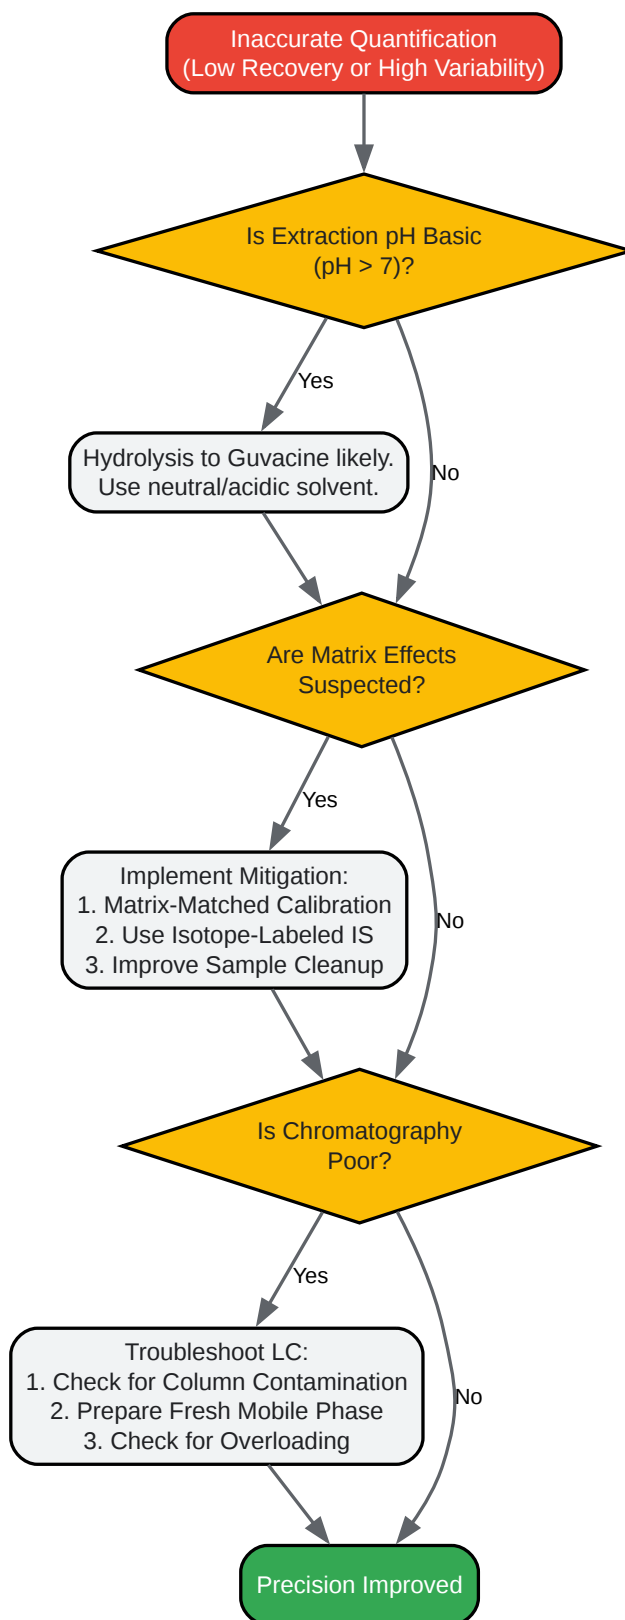 Inaccurate Quantification
(Low Recovery or High Variability)
Is Extraction pH Basic
(pH > 7)?
Yes
Hydrolysis to Guvacine likely.
Use neutral/acidic solvent.
No
Are Matrix Effects
Suspected?
Yes
Implement Mitigation:
1. Matrix-Matched Calibration
2. Use Isotope-Labeled IS
3. Improve Sample Cleanup
No
Is Chromatography
Poor?
Yes
Troubleshoot LC:
1. Check for Column Contamination
2. Prepare Fresh Mobile Phase
3. Check for Overloading
No
Precision Improved